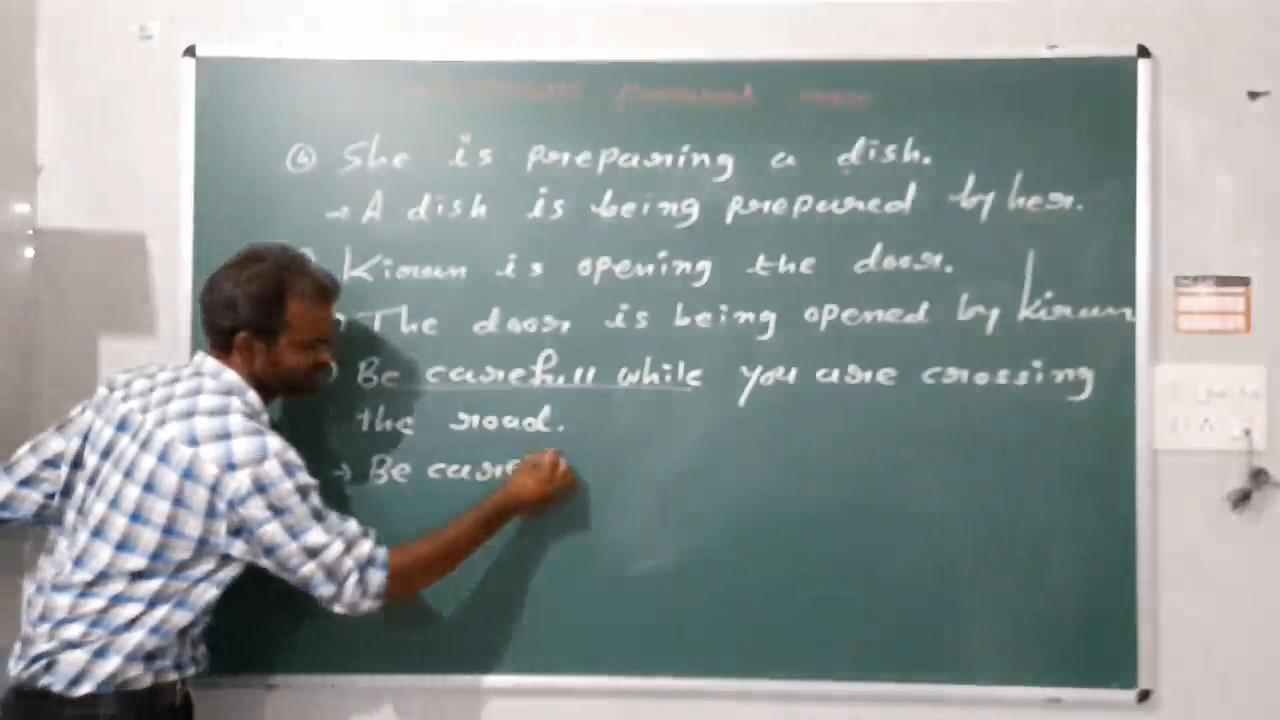 ④ She is preparing a dish.
→ A dish is being prepared by her.
Kiran is opening the door.
The door is being opened by Kiran
Be carefull while you are crossing
the road.
→ Be care